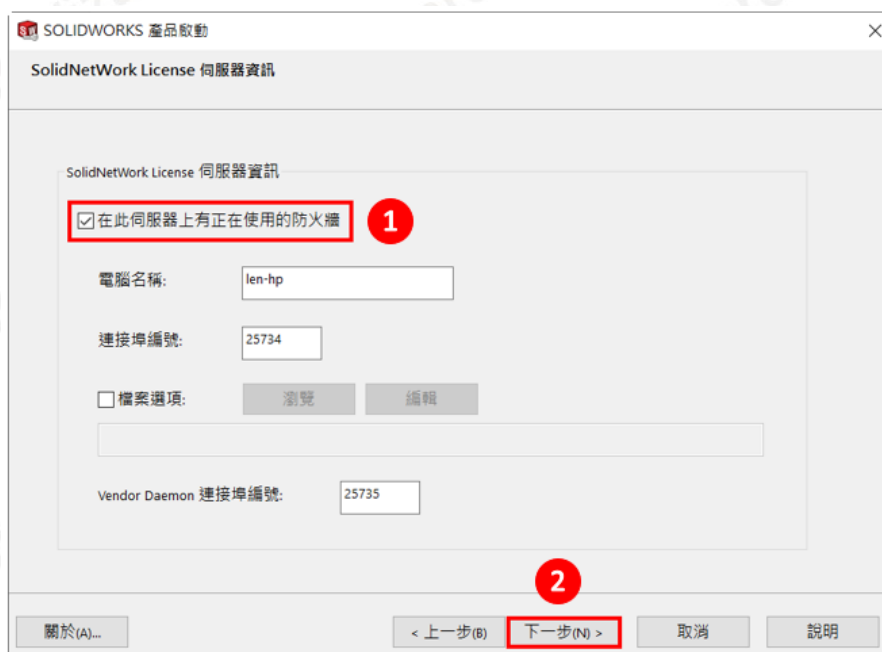 SOLIDWORKS 產品啟動
SolidNetWork License 伺服器資訊
SolidNetWork License 伺服器資訊
在此伺服器上有正在使用的防火牆 1
電腦名稱: len-hp
連接埠編號: 25734
檔案選項: 瀏覽 編輯
Vendor Daemon 連接埠編號: 25735
2
關於(A)... < 上一步(B) 下一步(N) > 取消 說明